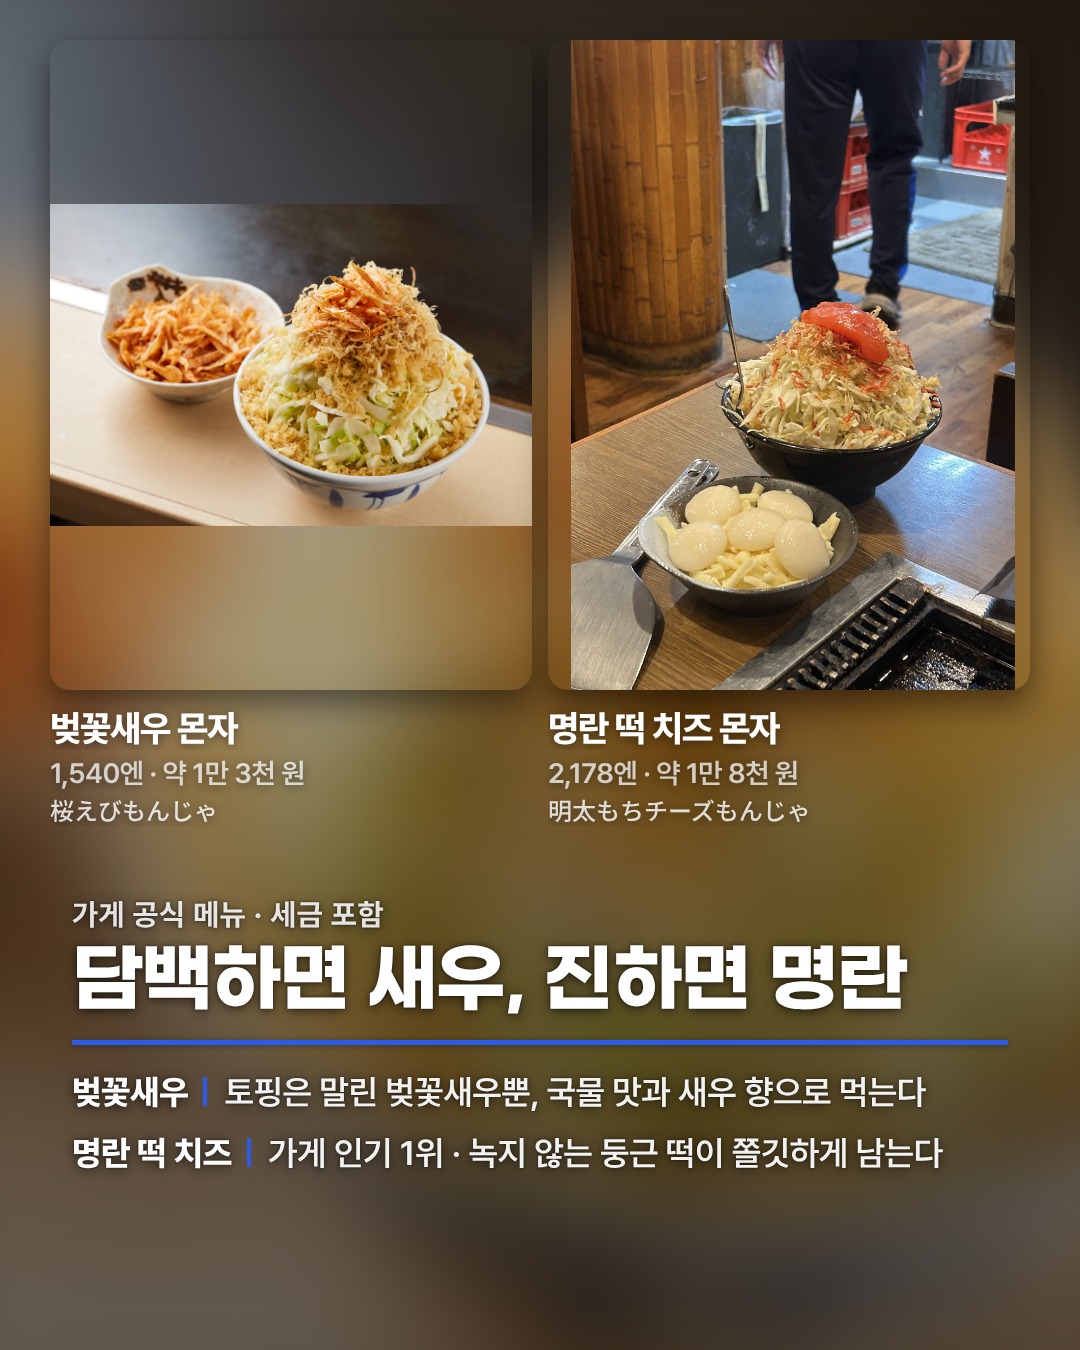 벚꽃새우 몬자
1,540엔 · 약 1만 3천 원
桜えびもんじゃ
명란 떡 치즈 몬자
2,178엔 · 약 1만 8천 원
明太もちチーズもんじゃ
가게 공식 메뉴 · 세금 포함
담백하면 새우, 진하면 명란
벚꽃새우 | 토핑은 말린 벚꽃새우뿐, 국물 맛과 새우 향으로 먹는다
명란 떡 치즈 | 가게 인기 1위 · 녹지 않는 둥근 떡이 쫄깃하게 남는다